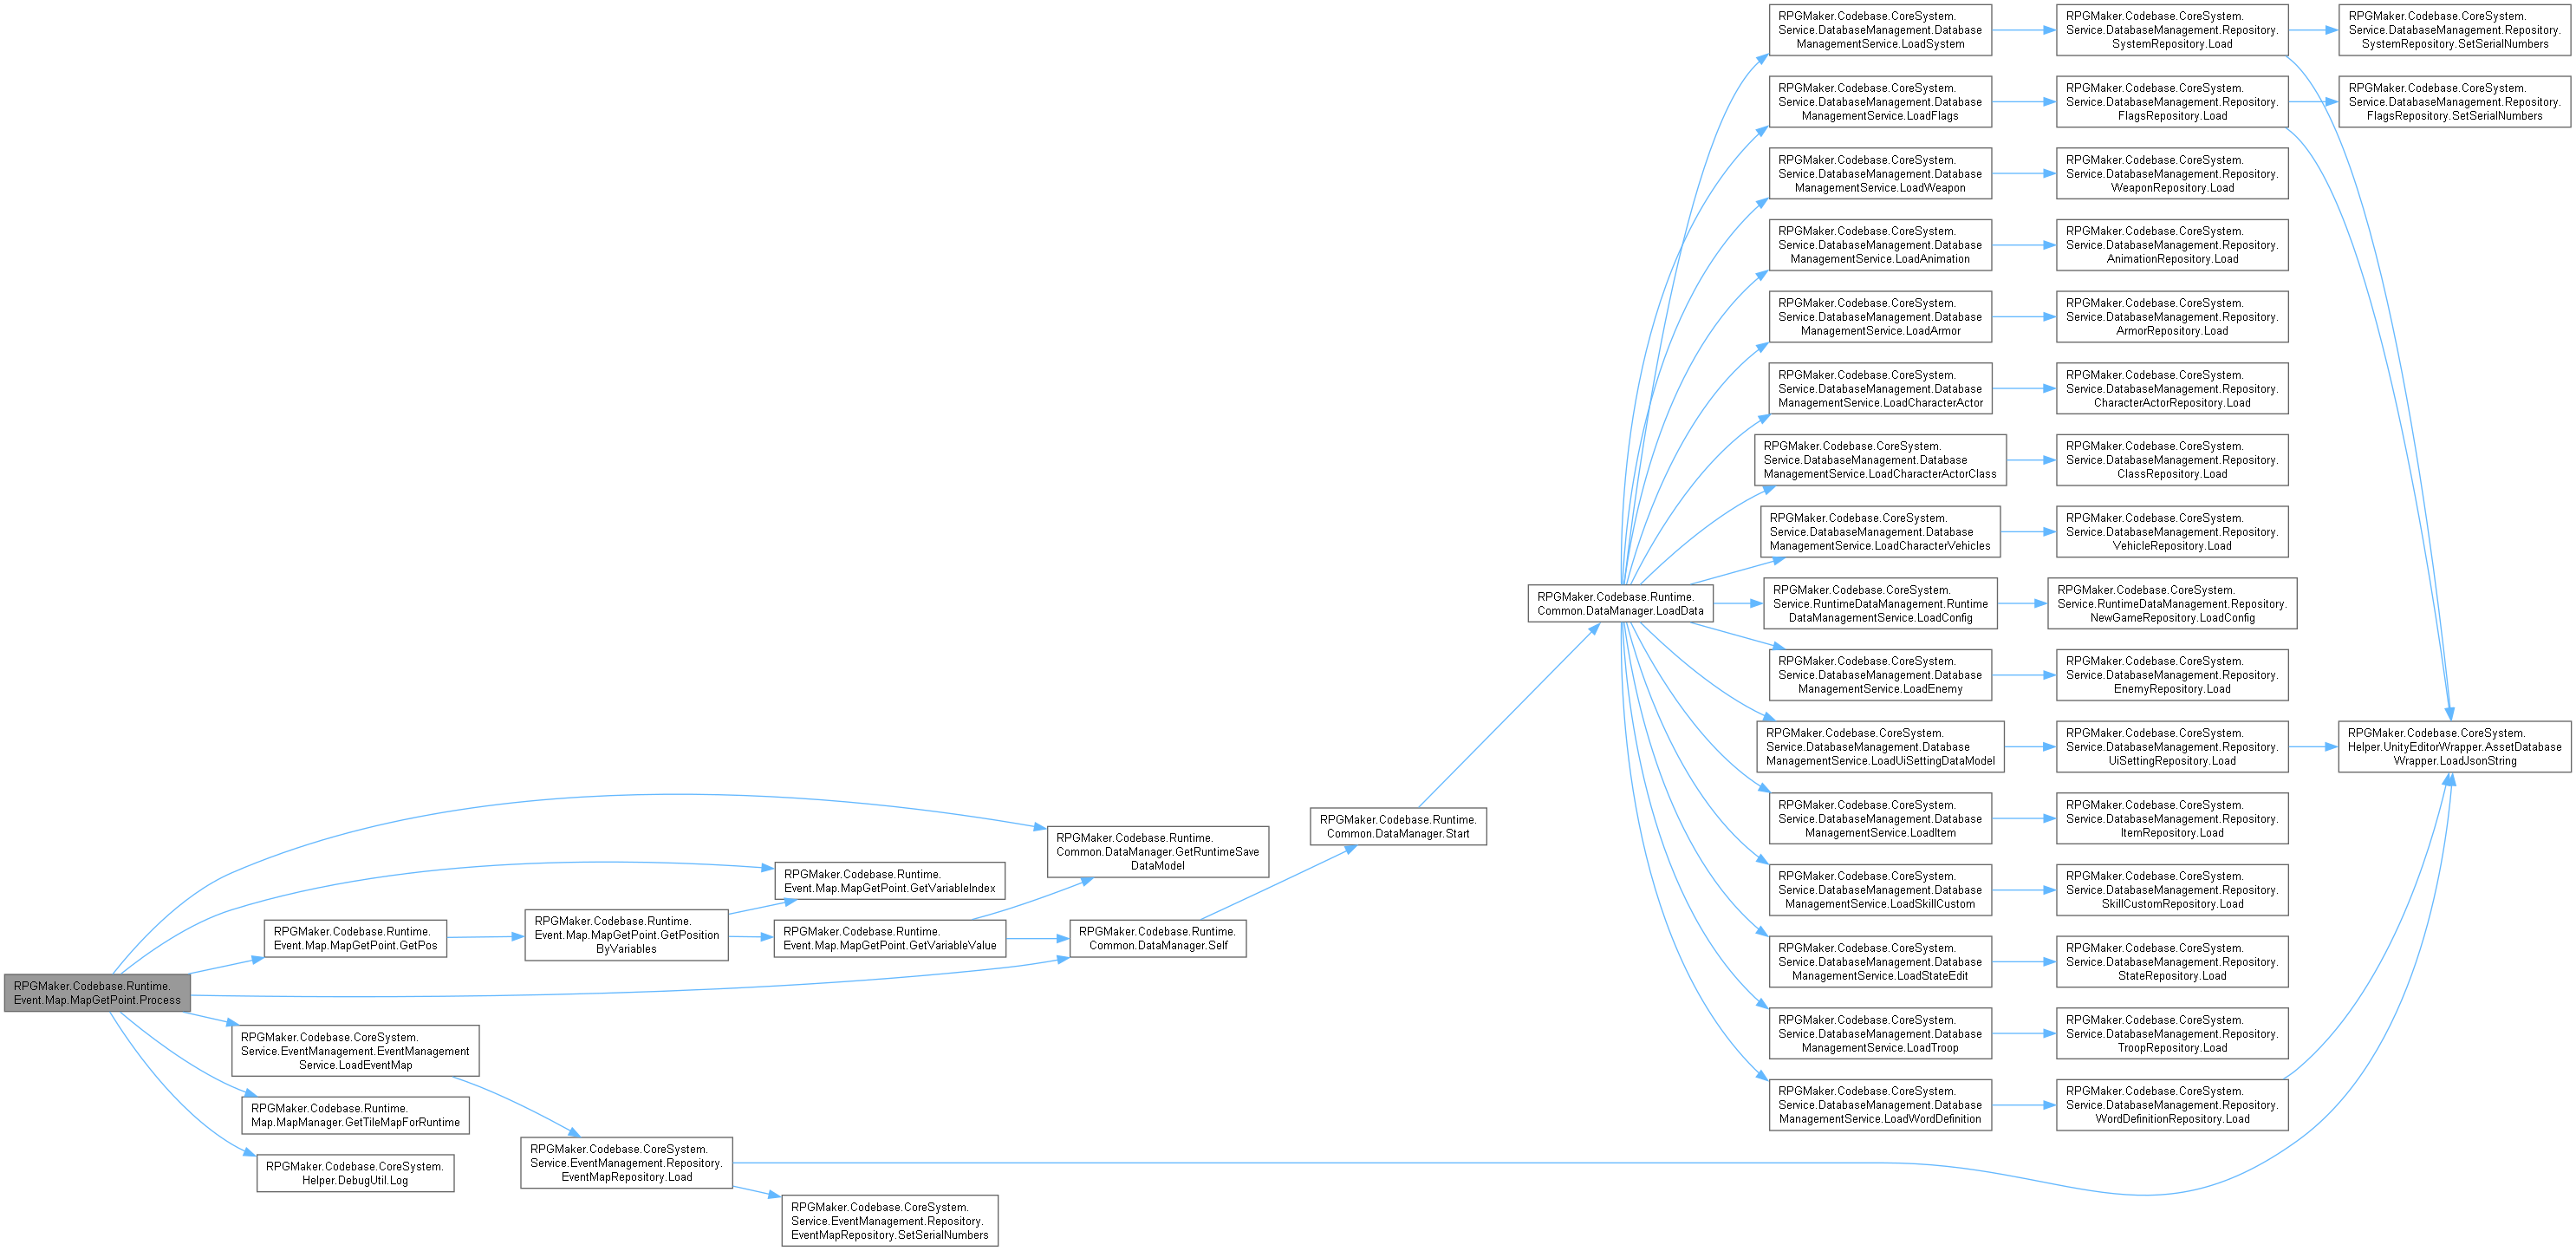 RPGMaker.Codebase.Runtime.
Event.Map.MapGetPoint.Process
RPGMaker.Codebase.Runtime.
Event.Map.MapGetPoint.GetPos
RPGMaker.Codebase.CoreSystem.
Service.EventManagement.EventManagement
Service.LoadEventMap
RPGMaker.Codebase.Runtime.
Map.MapManager.GetTileMapForRuntime
RPGMaker.Codebase.CoreSystem.
Helper.DebugUtil.Log
RPGMaker.Codebase.Runtime.
Event.Map.MapGetPoint.GetPosition
ByVariables
RPGMaker.Codebase.CoreSystem.
Service.EventManagement.Repository.
EventMapRepository.Load
RPGMaker.Codebase.Runtime.
Event.Map.MapGetPoint.GetVariableIndex
RPGMaker.Codebase.Runtime.
Event.Map.MapGetPoint.GetVariableValue
RPGMaker.Codebase.CoreSystem.
Service.EventManagement.Repository.
EventMapRepository.SetSerialNumbers
RPGMaker.Codebase.Runtime.
Common.DataManager.GetRuntimeSave
DataModel
RPGMaker.Codebase.Runtime.
Common.DataManager.Self
RPGMaker.Codebase.Runtime.
Common.DataManager.Start
RPGMaker.Codebase.Runtime.
Common.DataManager.LoadData
RPGMaker.Codebase.CoreSystem.
Service.DatabaseManagement.Database
ManagementService.LoadSystem
RPGMaker.Codebase.CoreSystem.
Service.DatabaseManagement.Database
ManagementService.LoadFlags
RPGMaker.Codebase.CoreSystem.
Service.DatabaseManagement.Database
ManagementService.LoadWeapon
RPGMaker.Codebase.CoreSystem.
Service.DatabaseManagement.Database
ManagementService.LoadAnimation
RPGMaker.Codebase.CoreSystem.
Service.DatabaseManagement.Database
ManagementService.LoadArmor
RPGMaker.Codebase.CoreSystem.
Service.DatabaseManagement.Database
ManagementService.LoadCharacterActor
RPGMaker.Codebase.CoreSystem.
Service.DatabaseManagement.Database
ManagementService.LoadCharacterActorClass
RPGMaker.Codebase.CoreSystem.
Service.DatabaseManagement.Database
ManagementService.LoadCharacterVehicles
RPGMaker.Codebase.CoreSystem.
Service.RuntimeDataManagement.Runtime
DataManagementService.LoadConfig
RPGMaker.Codebase.CoreSystem.
Service.DatabaseManagement.Database
ManagementService.LoadEnemy
RPGMaker.Codebase.CoreSystem.
Service.DatabaseManagement.Database
ManagementService.LoadUiSettingDataModel
RPGMaker.Codebase.CoreSystem.
Service.DatabaseManagement.Database
ManagementService.LoadItem
RPGMaker.Codebase.CoreSystem.
Service.DatabaseManagement.Database
ManagementService.LoadSkillCustom
RPGMaker.Codebase.CoreSystem.
Service.DatabaseManagement.Database
ManagementService.LoadStateEdit
RPGMaker.Codebase.CoreSystem.
Service.DatabaseManagement.Database
ManagementService.LoadTroop
RPGMaker.Codebase.CoreSystem.
Service.DatabaseManagement.Database
ManagementService.LoadWordDefinition
RPGMaker.Codebase.CoreSystem.
Service.DatabaseManagement.Repository.
SystemRepository.Load
RPGMaker.Codebase.CoreSystem.
Service.DatabaseManagement.Repository.
FlagsRepository.Load
RPGMaker.Codebase.CoreSystem.
Service.DatabaseManagement.Repository.
WeaponRepository.Load
RPGMaker.Codebase.CoreSystem.
Service.DatabaseManagement.Repository.
AnimationRepository.Load
RPGMaker.Codebase.CoreSystem.
Service.DatabaseManagement.Repository.
ArmorRepository.Load
RPGMaker.Codebase.CoreSystem.
Service.DatabaseManagement.Repository.
CharacterActorRepository.Load
RPGMaker.Codebase.CoreSystem.
Service.DatabaseManagement.Repository.
ClassRepository.Load
RPGMaker.Codebase.CoreSystem.
Service.DatabaseManagement.Repository.
VehicleRepository.Load
RPGMaker.Codebase.CoreSystem.
Service.RuntimeDataManagement.Repository.
NewGameRepository.LoadConfig
RPGMaker.Codebase.CoreSystem.
Service.DatabaseManagement.Repository.
EnemyRepository.Load
RPGMaker.Codebase.CoreSystem.
Service.DatabaseManagement.Repository.
UiSettingRepository.Load
RPGMaker.Codebase.CoreSystem.
Service.DatabaseManagement.Repository.
ItemRepository.Load
RPGMaker.Codebase.CoreSystem.
Service.DatabaseManagement.Repository.
SkillCustomRepository.Load
RPGMaker.Codebase.CoreSystem.
Service.DatabaseManagement.Repository.
StateRepository.Load
RPGMaker.Codebase.CoreSystem.
Service.DatabaseManagement.Repository.
TroopRepository.Load
RPGMaker.Codebase.CoreSystem.
Service.DatabaseManagement.Repository.
WordDefinitionRepository.Load
RPGMaker.Codebase.CoreSystem.
Service.DatabaseManagement.Repository.
SystemRepository.SetSerialNumbers
RPGMaker.Codebase.CoreSystem.
Service.DatabaseManagement.Repository.
FlagsRepository.SetSerialNumbers
RPGMaker.Codebase.CoreSystem.
Helper.UnityEditorWrapper.AssetDatabase
Wrapper.LoadJsonString